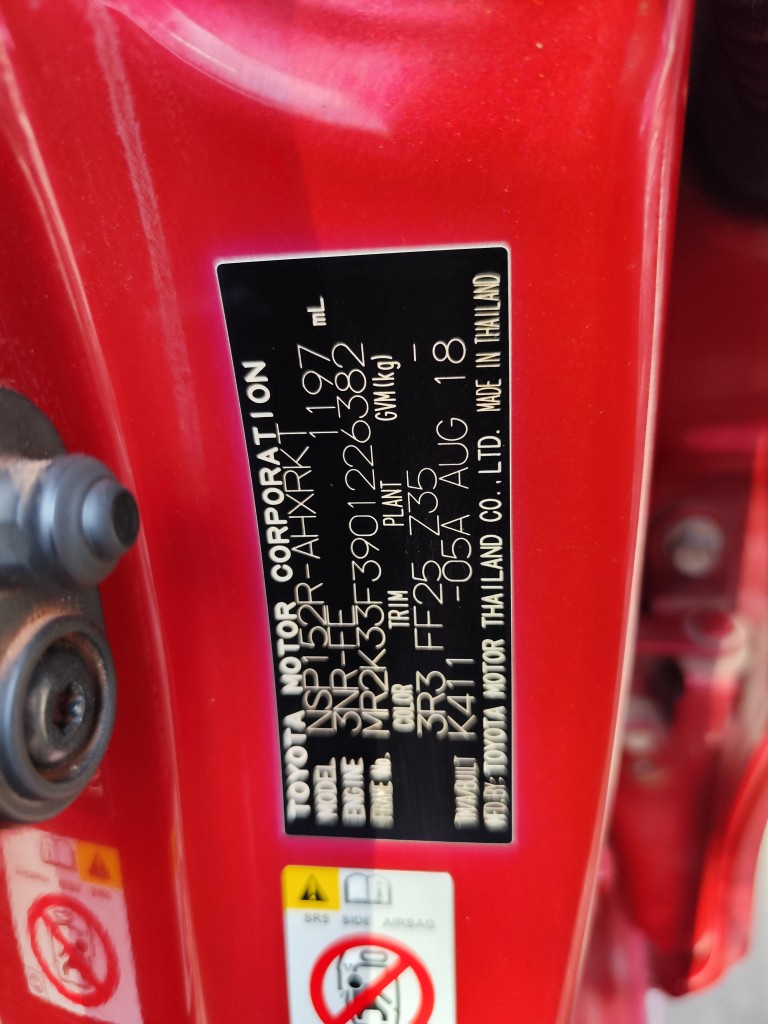 TOYOTA MOTOR CORPORATION
MODEL NSP152R-AHXRKT
ENGINE 3NR-FE 1197 mL
FRAME No. MR2K33F3901226382
COLOR TRIM PLANT GVM(kg)
3R3 FF25 Z35 -
K411 -05A AUG 18
MFD.BY: TOYOTA MOTOR THAILAND CO.,LTD. MADE IN THAILAND
SRS SIDE AIRBAG